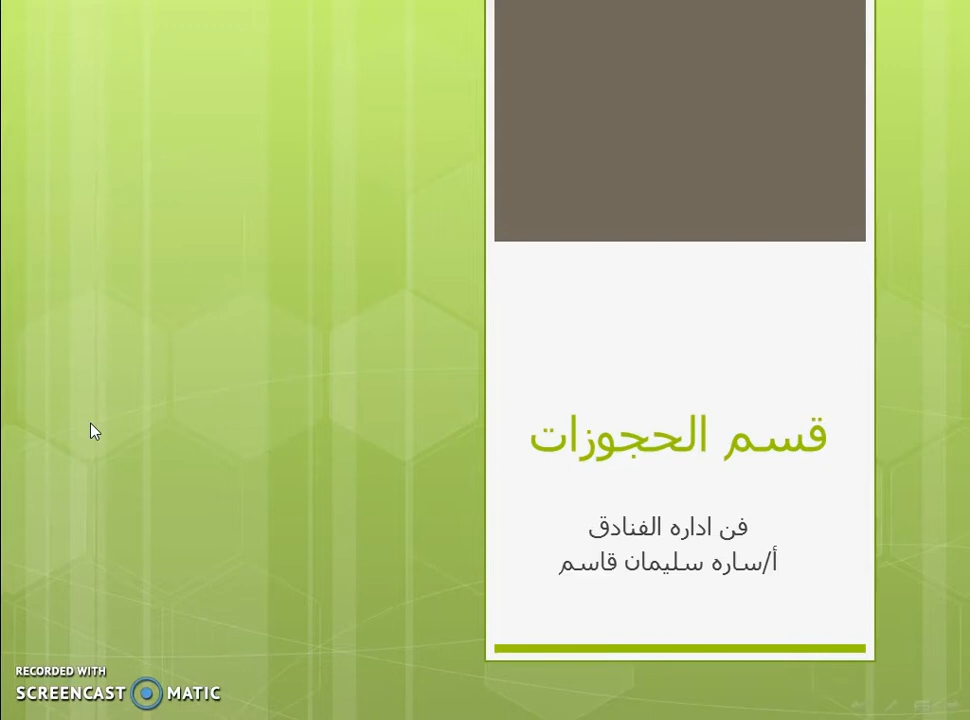 قسم الحجوزات
فن اداره الفنادق
أ/ساره سليمان قاسم
RECORDED WITH
SCREENCAST MATIC